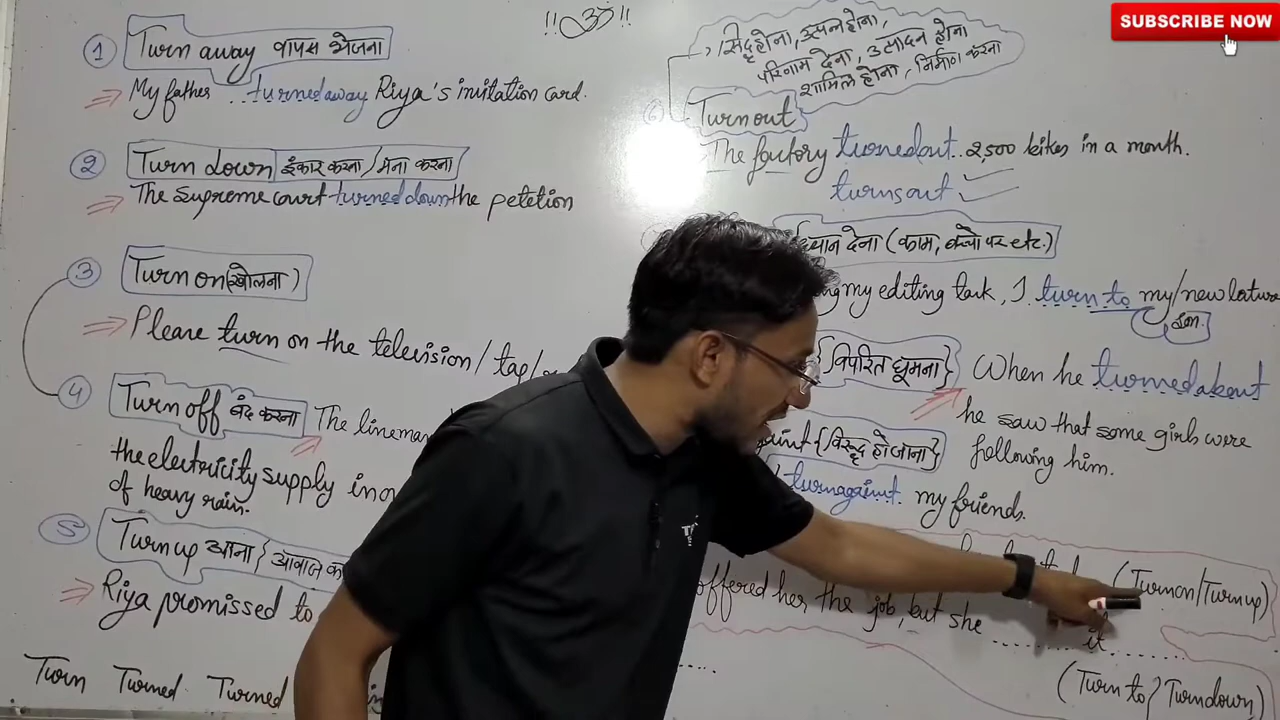 SUBSCRIBE NOW
!! ॐ !!
① Turn away वापस भेजना
My father ... turned away Riya's invitation card.
② Turn down इंकार करना / मना करना
The Supreme court turned down the petetion
③ Turn on (खोलना)
Please turn on the television / tap /
④ Turn off बंद करना The lineman
the electricity supply in
of heavy rain.
5 Turn up आना } आवाज
Riya promised to
Turn Turned Turned
सिद्ध होना, उत्पन्न होना,
परिणाम देना, उत्पादन होना
शामिल होना, निर्माण करना
Turn out
The factory turned out .. 2,500 bikes in a month.
turns out
ध्यान देना (काम, बच्चो पर etc.)
my editing task, I turn to my/new lecture
son.
{विपरित घूमना} When he turned about
he saw that some girls were
following him.
{विरूद्ध हो जाना}
turn against my friends.
(Turn on/Turn up)
offered her the job, but she ........ it ......
(Turn to } Turn down)